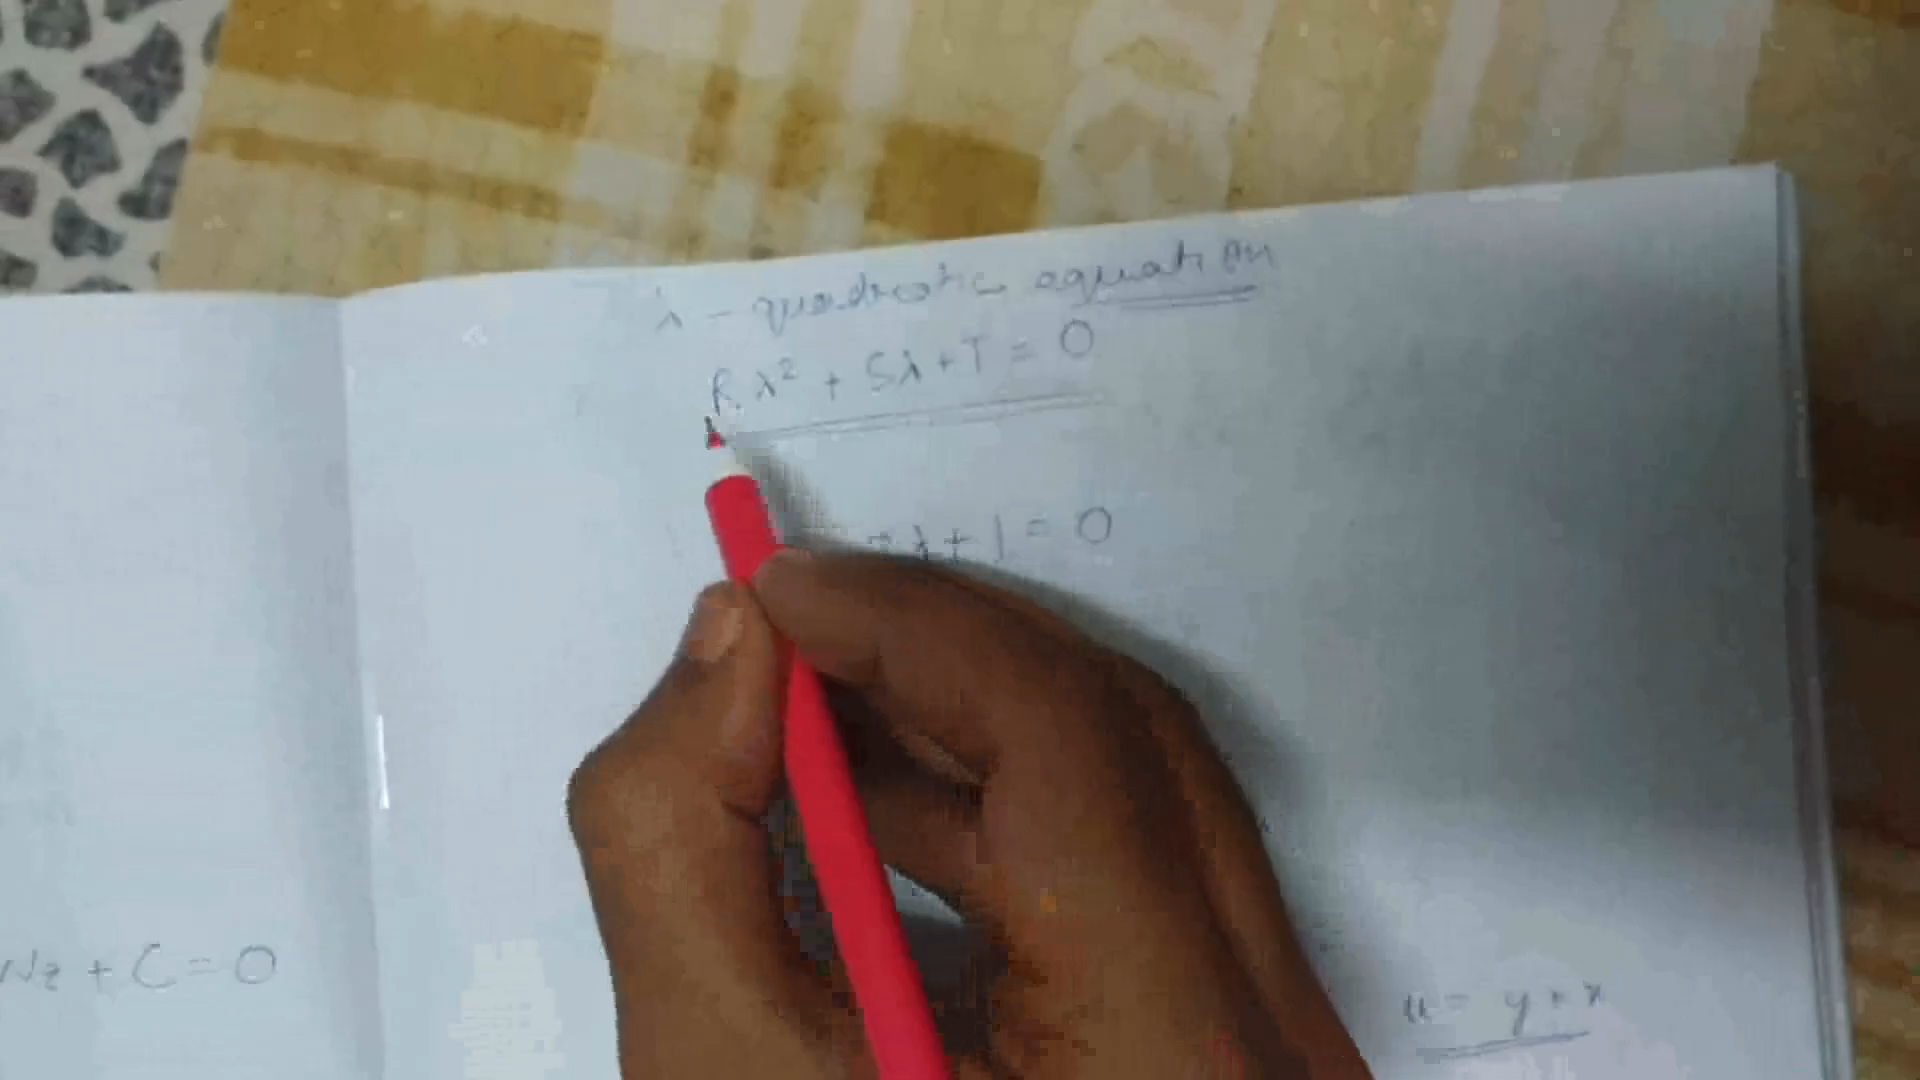 λ - quadratic equation
Rλ² + Sλ + T = 0
λ + 1 = 0
+ C = 0
u = y + x